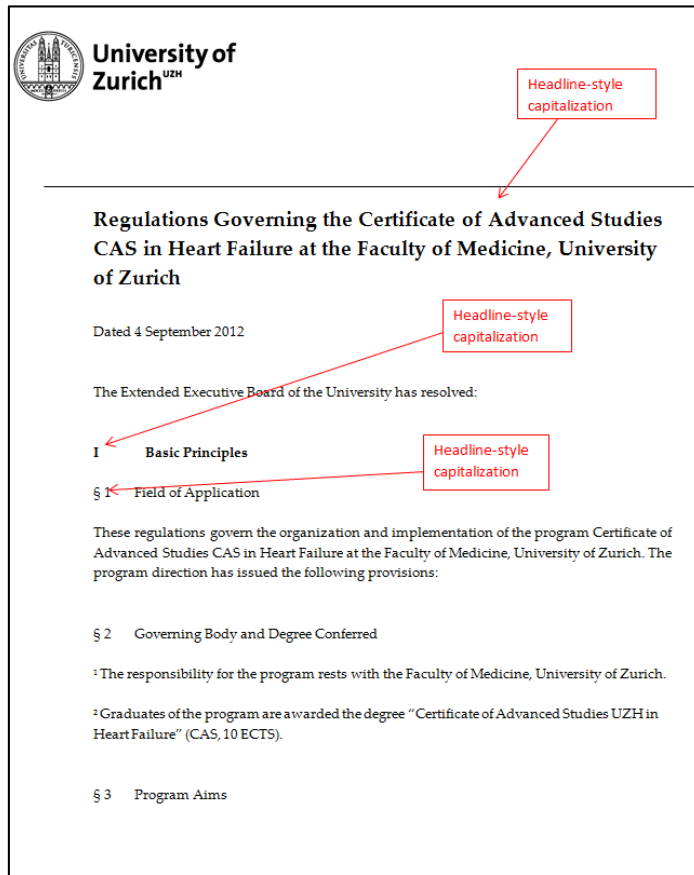 University of
Zurich UZH
Headline-style
capitalization
Regulations Governing the Certificate of Advanced Studies
CAS in Heart Failure at the Faculty of Medicine, University
of Zurich
Headline-style
capitalization
Dated 4 September 2012
The Extended Executive Board of the University has resolved:
I Basic Principles
Headline-style
capitalization
§ 1 Field of Application
These regulations govern the organization and implementation of the program Certificate of
Advanced Studies CAS in Heart Failure at the Faculty of Medicine, University of Zurich. The
program direction has issued the following provisions:
§ 2 Governing Body and Degree Conferred
¹ The responsibility for the program rests with the Faculty of Medicine, University of Zurich.
² Graduates of the program are awarded the degree “Certificate of Advanced Studies UZH in
Heart Failure” (CAS, 10 ECTS).
§ 3 Program Aims